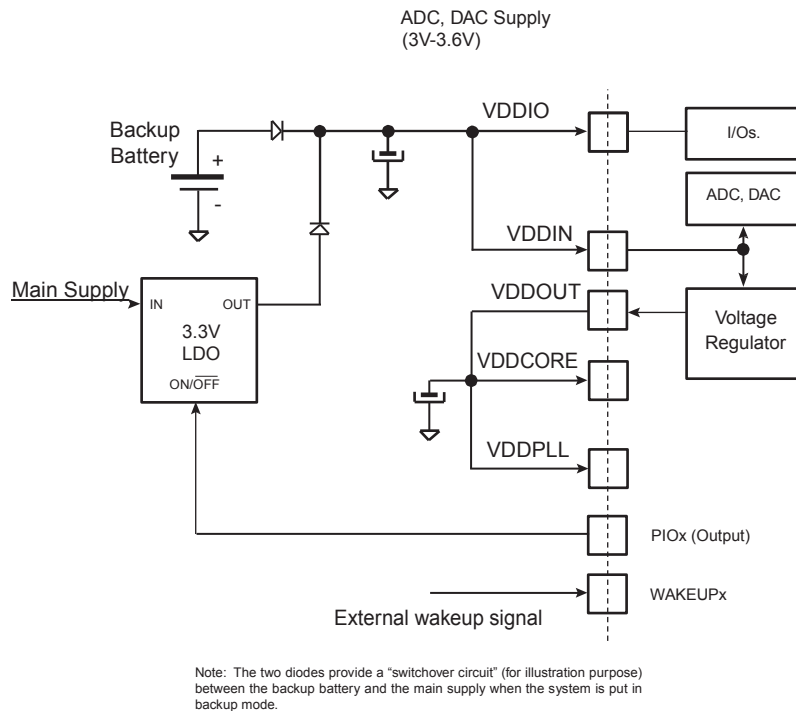 ADC, DAC Supply
(3V-3.6V)
VDDIO
I/Os.
Backup
Battery
+
-
ADC, DAC
VDDIN
Main Supply
IN
OUT
3.3V
LDO
ON/OFF
VDDOUT
Voltage
Regulator
VDDCORE
VDDPLL
PIOx (Output)
External wakeup signal
WAKEUPx
Note: The two diodes provide a “switchover circuit” (for illustration purpose)
between the backup battery and the main supply when the system is put in
backup mode.